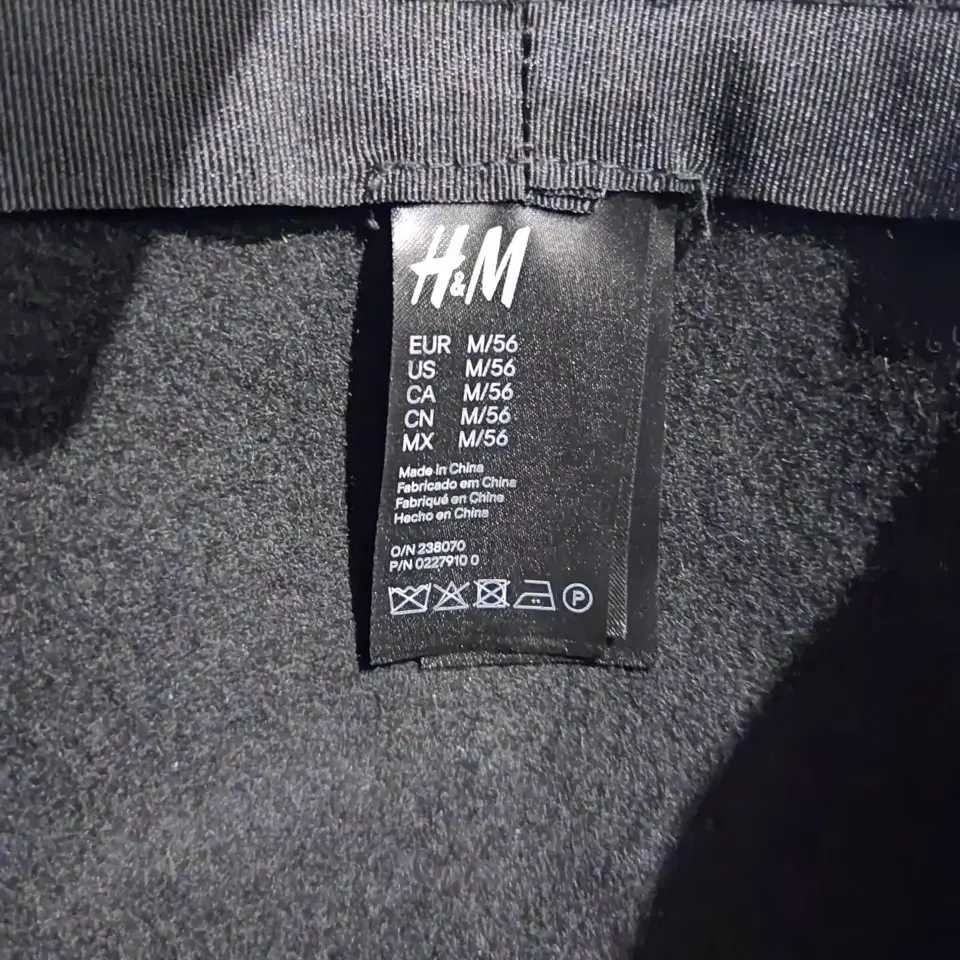 H&M
EUR M/56
US M/56
CA M/56
CN M/56
MX M/56
Made in China
Fabricado em China
Fabriqué en Chine
Hecho en China
O/N 238070
P/N 0227910 0
P